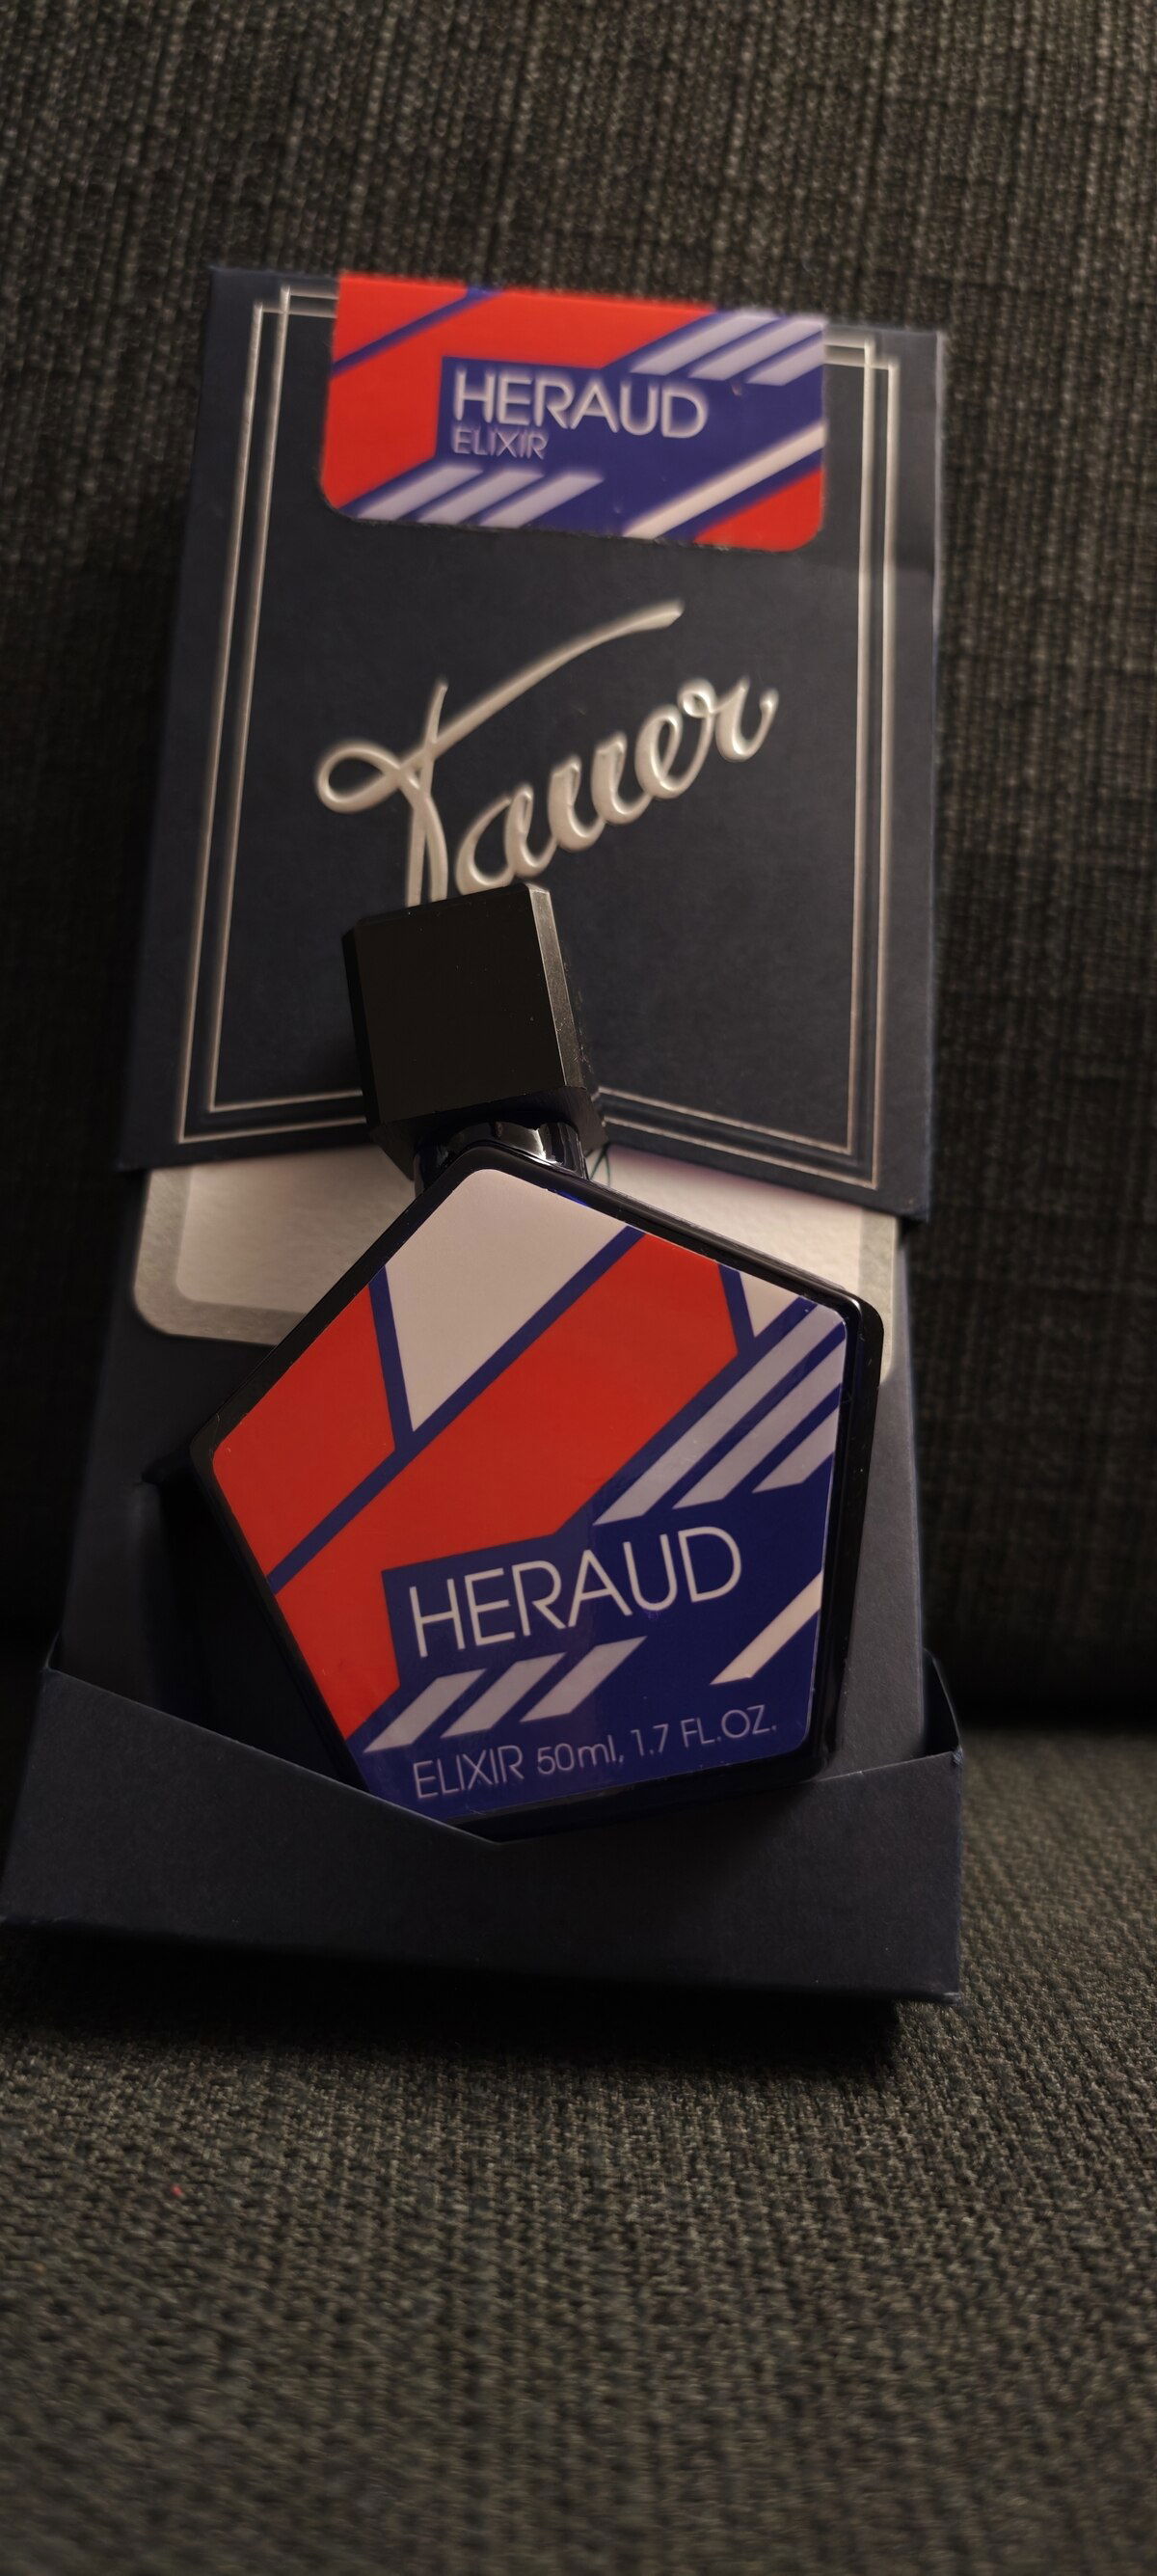 HERAUD
ELIXIR
Tauer
HERAUD
ELIXIR 50ml, 1.7 FL.OZ.